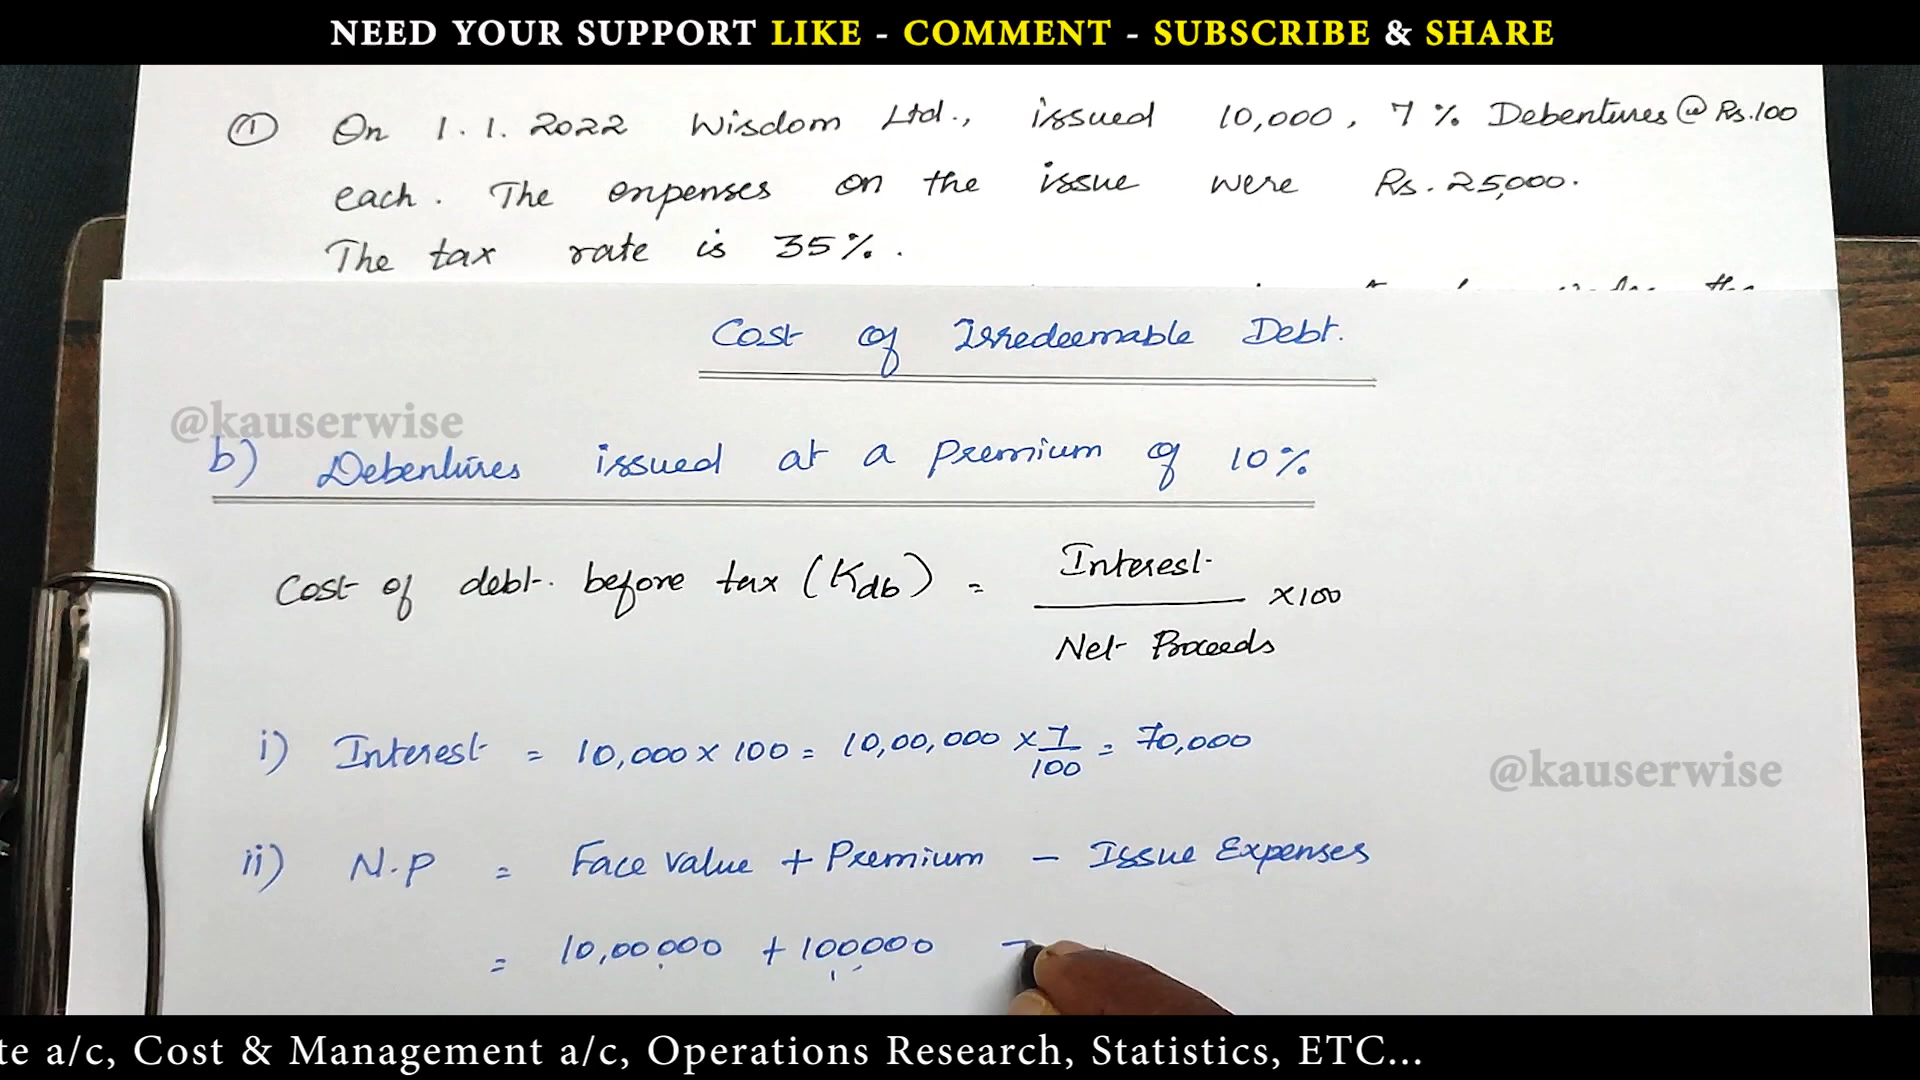 NEED YOUR SUPPORT LIKE - COMMENT - SUBSCRIBE & SHARE
① On 1.1.2022 Wisdom Ltd., issued 10,000, 7% Debentures @ Rs.100
each. The expenses on the issue were Rs. 25,000.
The tax rate is 35%.
Cost of Irredeemable Debt.
@kauserwise
b) Debentures issued at a Premium of 10%
Cost of debt. before tax (Kdb) = Interest / Net Proceeds ×100
i) Interest = 10,000 × 100 = 10,00,000 × 7/100 = 70,000
@kauserwise
ii) N.P = Face value + Premium - Issue Expenses
= 10,00000 + 100000 -
te a/c, Cost & Management a/c, Operations Research, Statistics, ETC...